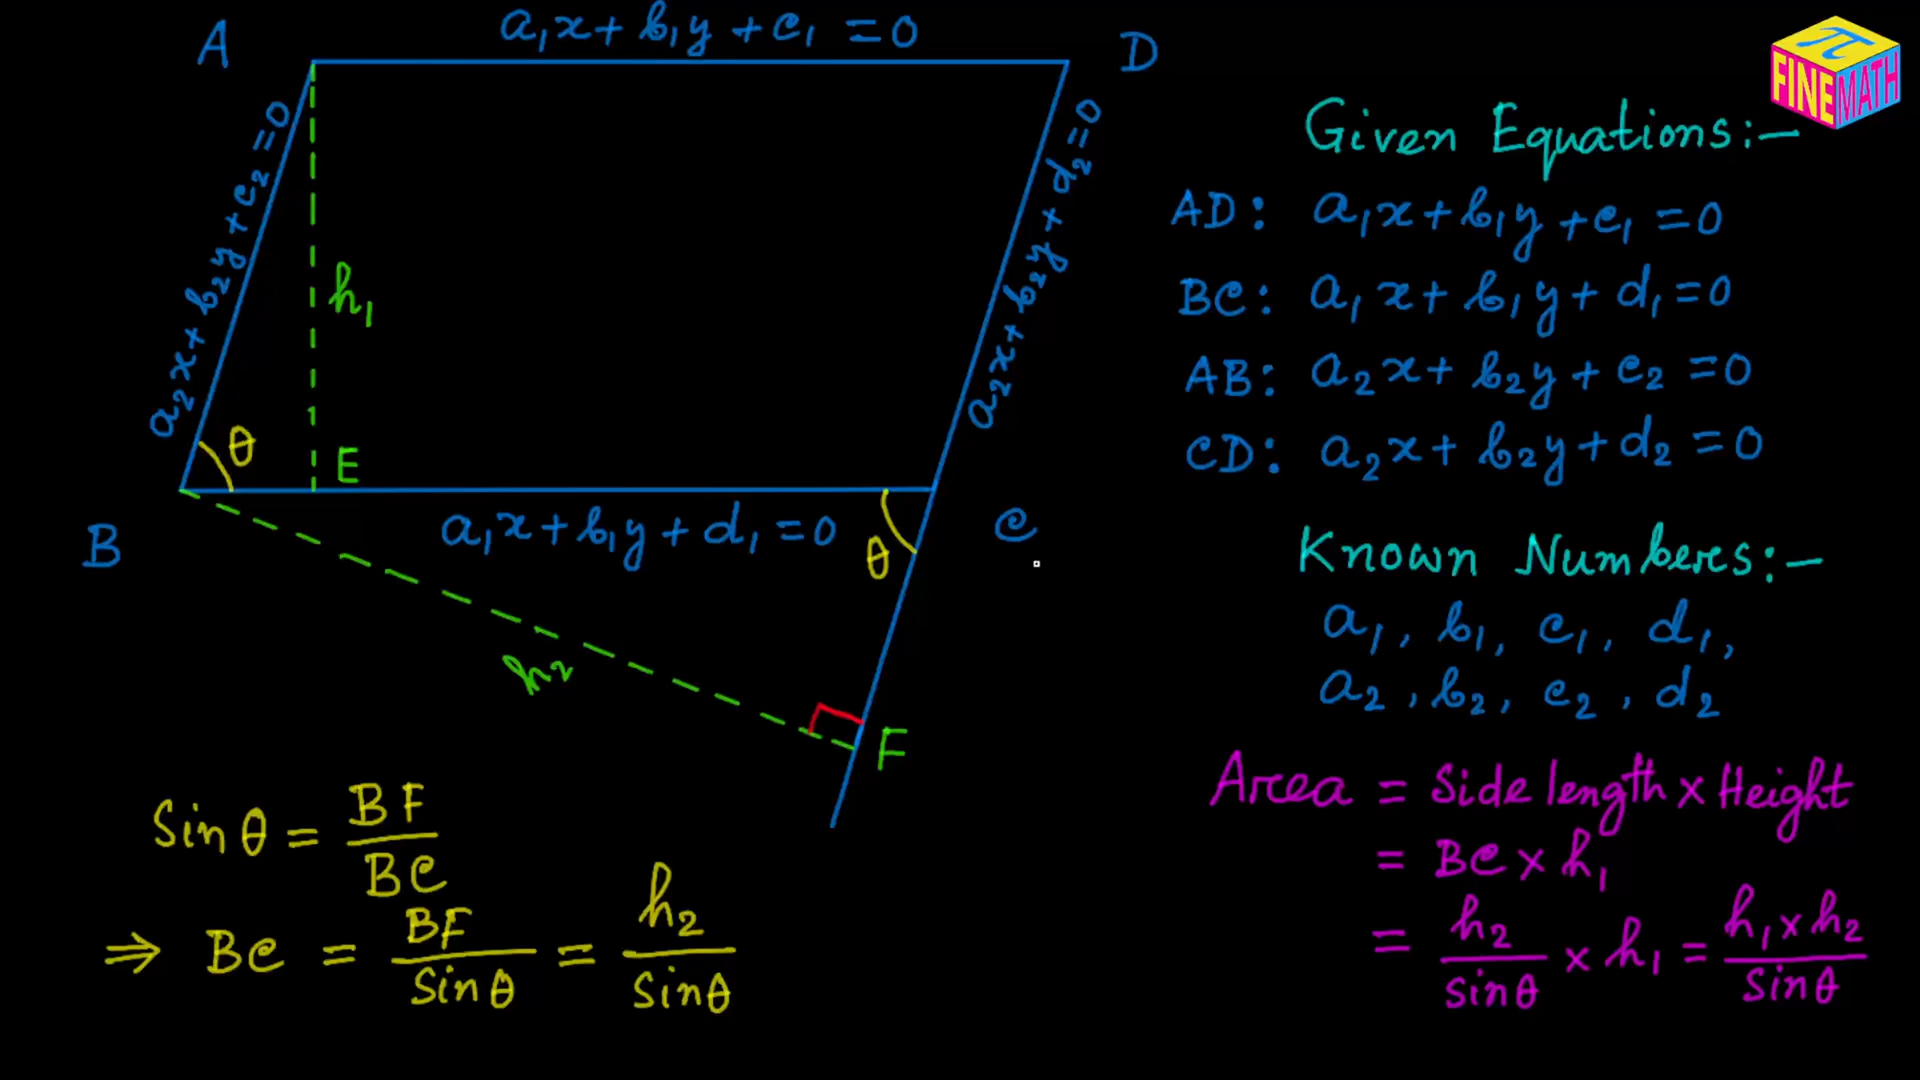 A
a₁x + b₁y + c₁ = 0
D
a₂x + b₂y + c₂ = 0
h₁
a₂x + b₂y + d₂ = 0
θ
E
B
a₁x + b₁y + d₁ = 0
θ
C
h₂
F
Sinθ = BF/BC
⇒ BC = BF/Sinθ = h₂/Sinθ
π
FINE MATH
Given Equations:-
AD: a₁x + b₁y + c₁ = 0
BC: a₁x + b₁y + d₁ = 0
AB: a₂x + b₂y + c₂ = 0
CD: a₂x + b₂y + d₂ = 0
Known Numbers:-
a₁, b₁, c₁, d₁,
a₂, b₂, c₂, d₂
Area = Side length × Height
= BC × h₁
= h₂/sinθ × h₁ = h₁×h₂/Sinθ